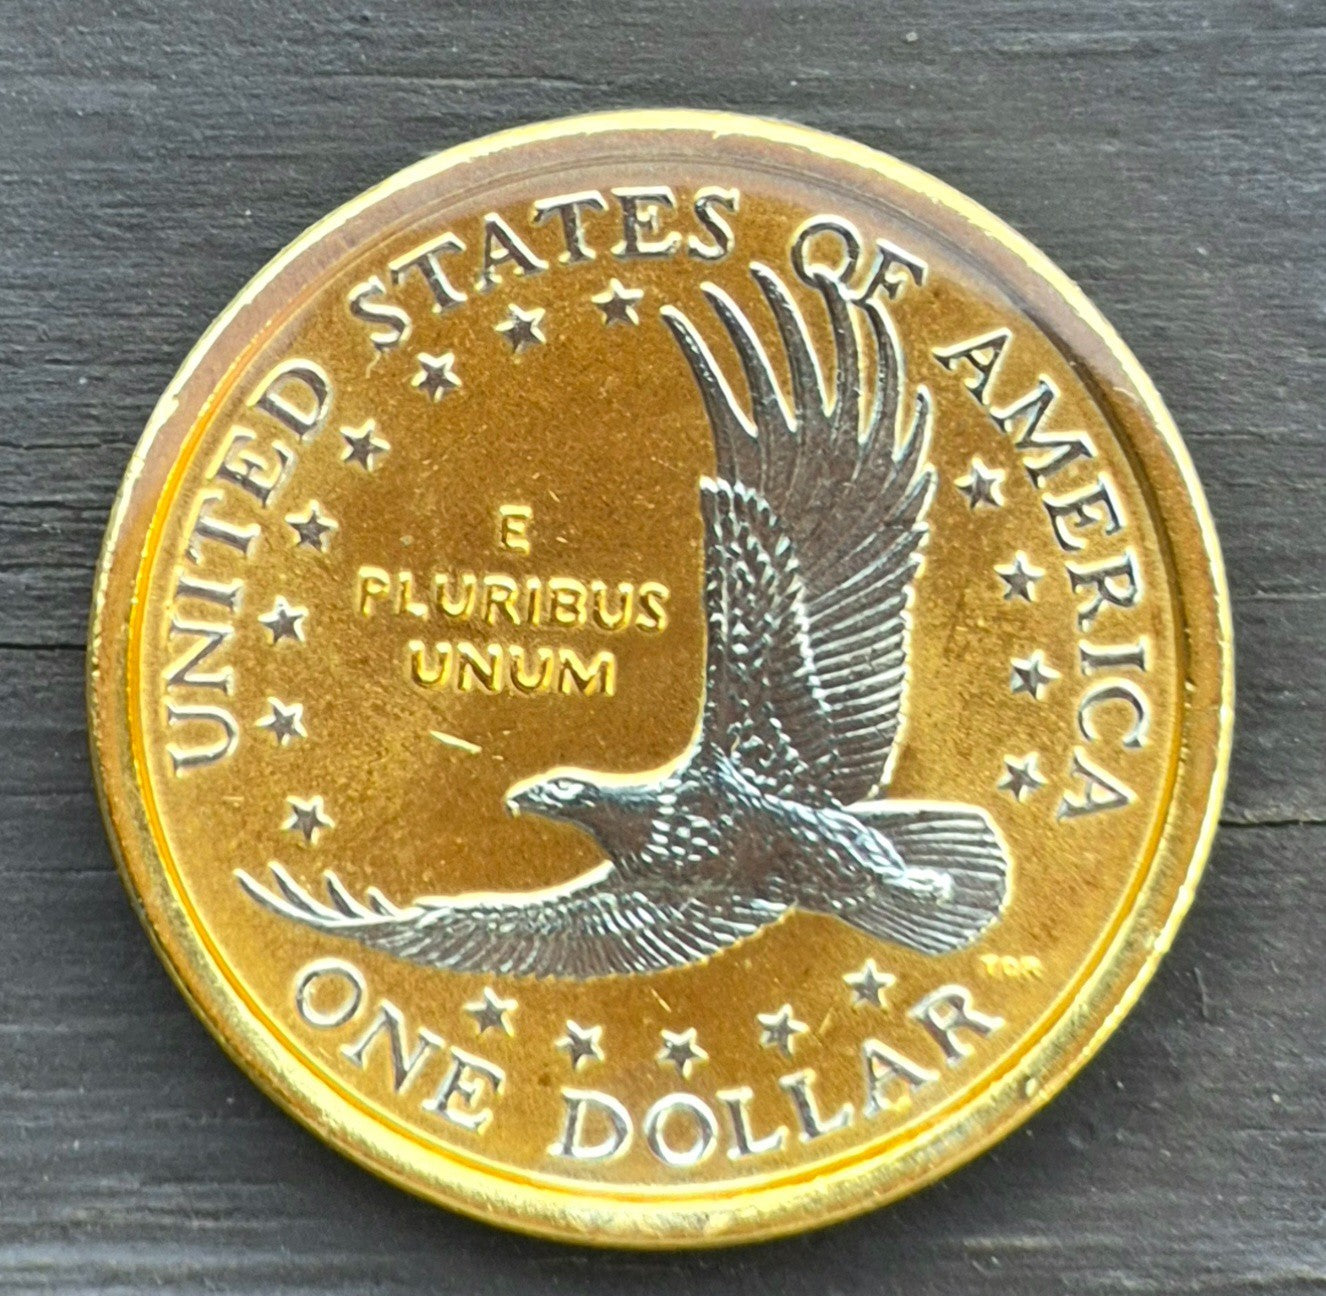 UNITED STATES OF AMERICA
E
PLURIBUS
UNUM
TDR
ONE DOLLAR